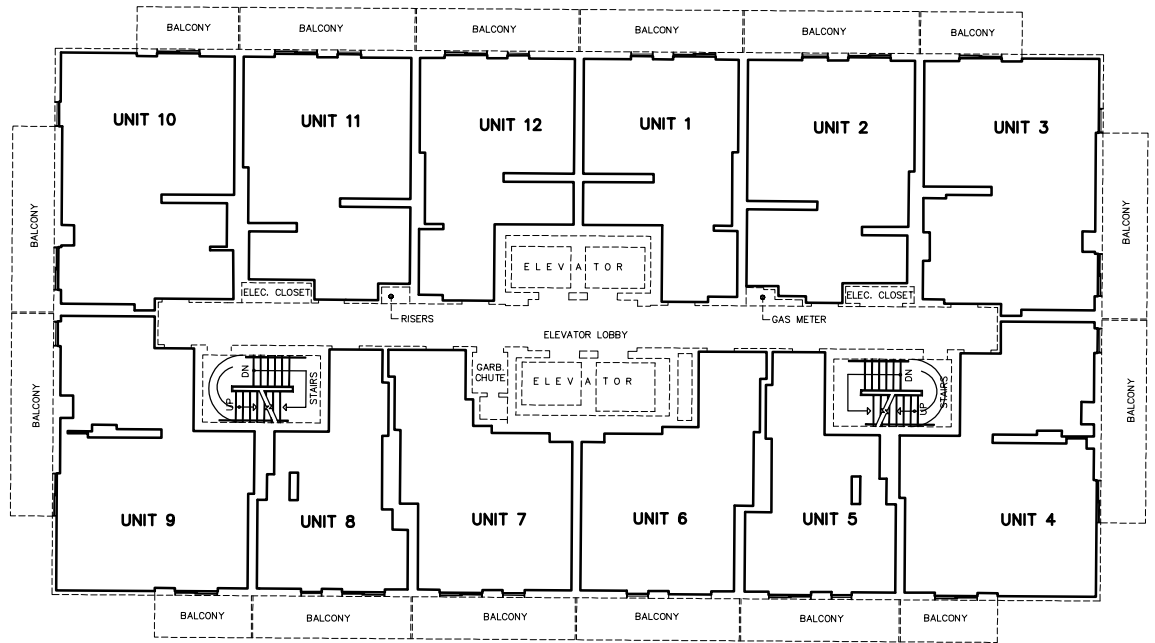 BALCONY
BALCONY
BALCONY
BALCONY
BALCONY
BALCONY
UNIT 10
UNIT 11
UNIT 12
UNIT 1
UNIT 2
UNIT 3
BALCONY
BALCONY
ELEVATOR
ELEC. CLOSET
ELEC. CLOSET
RISERS
GAS METER
ELEVATOR LOBBY
GARB.
CHUTE
ELEVATOR
DN
UP
STAIRS
DN
UP
STAIRS
BALCONY
BALCONY
UNIT 9
UNIT 8
UNIT 7
UNIT 6
UNIT 5
UNIT 4
BALCONY
BALCONY
BALCONY
BALCONY
BALCONY
BALCONY